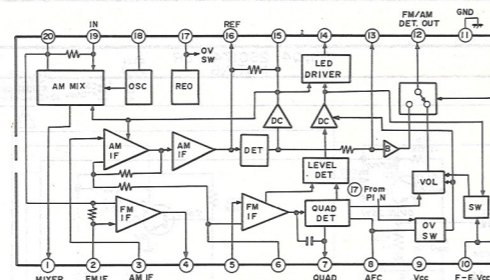 IN
REF
FM/AM
DET. OUT
GND
20
19
18
17
16
15
14
13
12
11
OV
SW
LED
DRIVER
AM MIX
OSC
REO
DC
DC
AM
IF
AM
IF
DET
B
LEVEL
DET
17 From
PIN
VOL
SW
FM
IF
FM
IF
QUAD
DET
OV
SW
1
2
3
4
5
6
7
8
9
10
MIXER
FM IF
AM IF
QUAD
AFC
Vcc
F-E Vcc